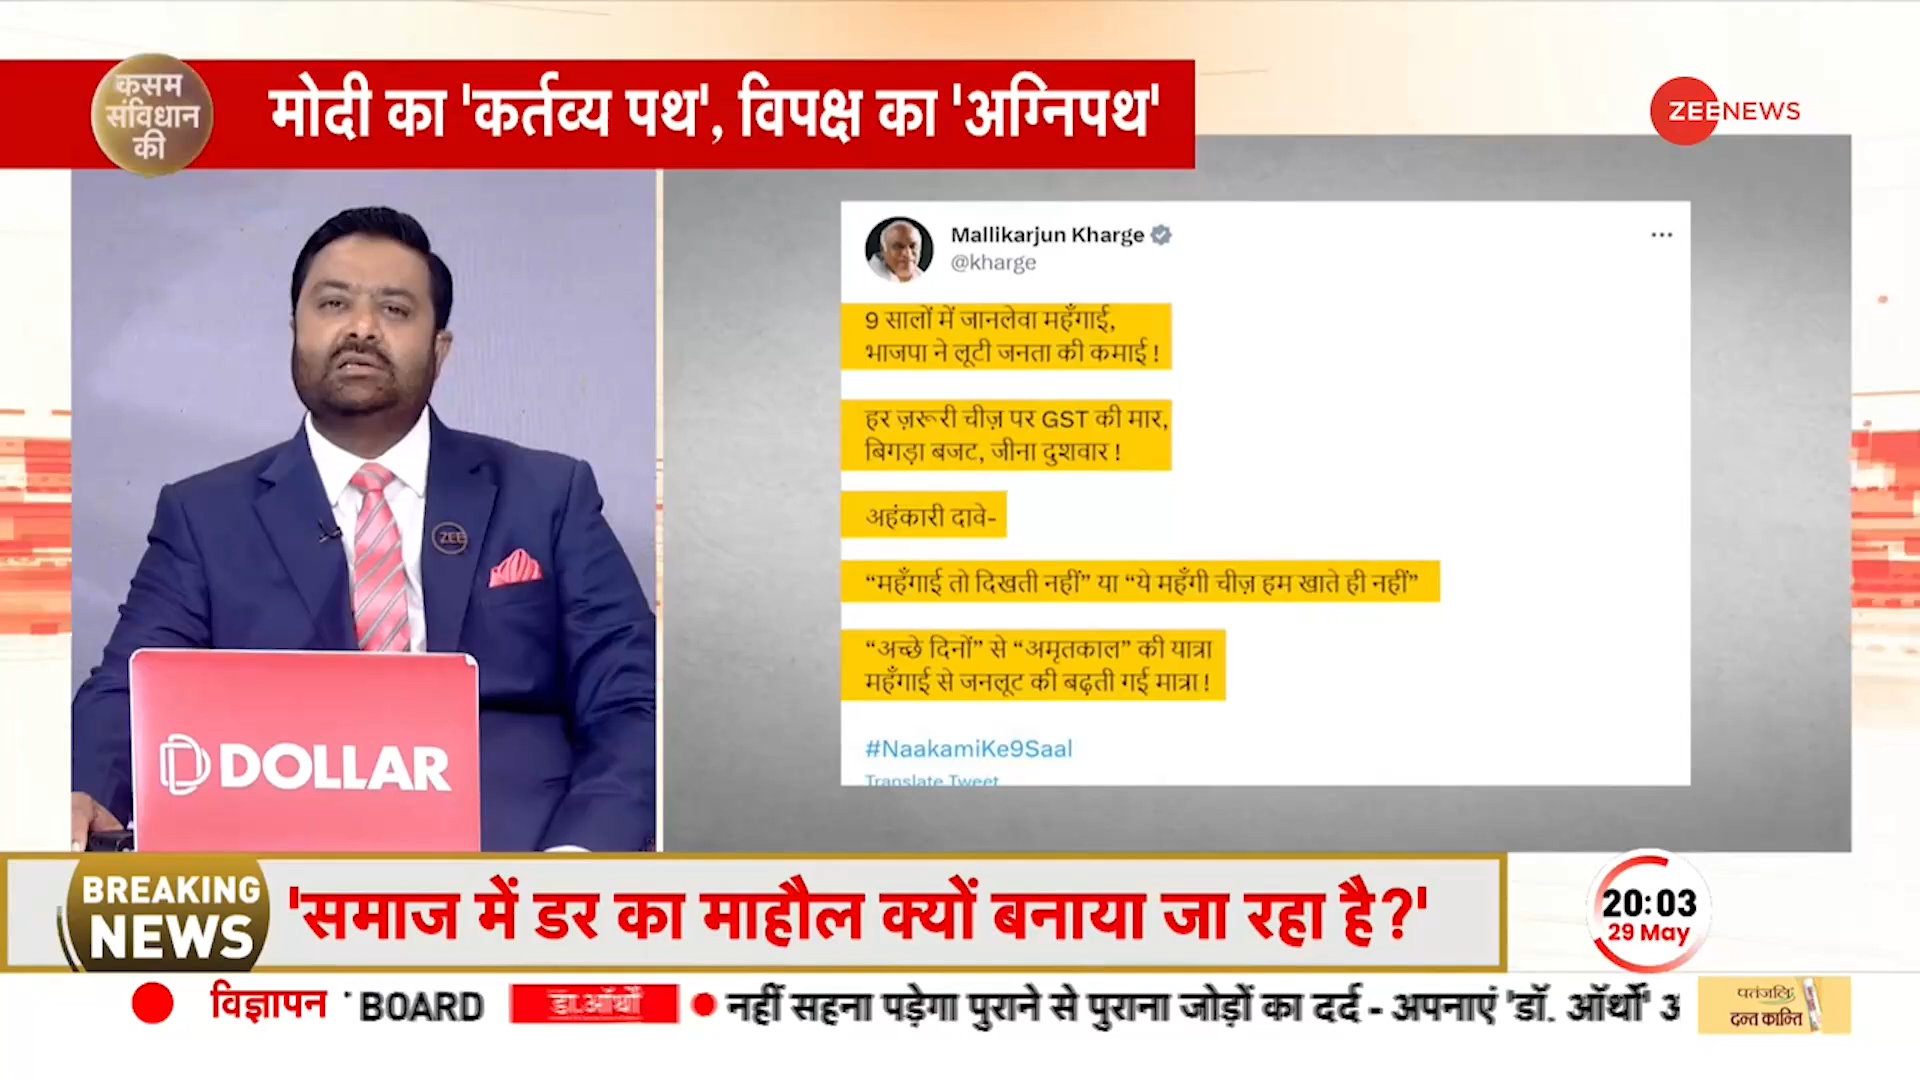 कसम
संविधान
की
मोदी का 'कर्तव्य पथ', विपक्ष का 'अग्निपथ'
ZEENEWS
Mallikarjun Kharge
@kharge
9 सालों में जानलेवा महँगाई,
भाजपा ने लूटी जनता की कमाई !
हर ज़रूरी चीज़ पर GST की मार,
बिगड़ा बजट, जीना दुशवार !
अहंकारी दावे-
“महँगाई तो दिखती नहीं” या “ये महँगी चीज़ हम खाते ही नहीं”
“अच्छे दिनों” से “अमृतकाल” की यात्रा
महँगाई से जनलूट की बढ़ती गई मात्रा !
#NaakamiKe9Saal
Translate Tweet
ZEE
DOLLAR
BREAKING
NEWS
'समाज में डर का माहौल क्यों बनाया जा रहा है?'
20:03
29 May
विज्ञापन
BOARD
डॉ.ऑर्थो
नहीं सहना पड़ेगा पुराने से पुराना जोड़ों का दर्द - अपनाएं 'डॉ. ऑर्थो'
पतंजलि
दन्त कान्ति